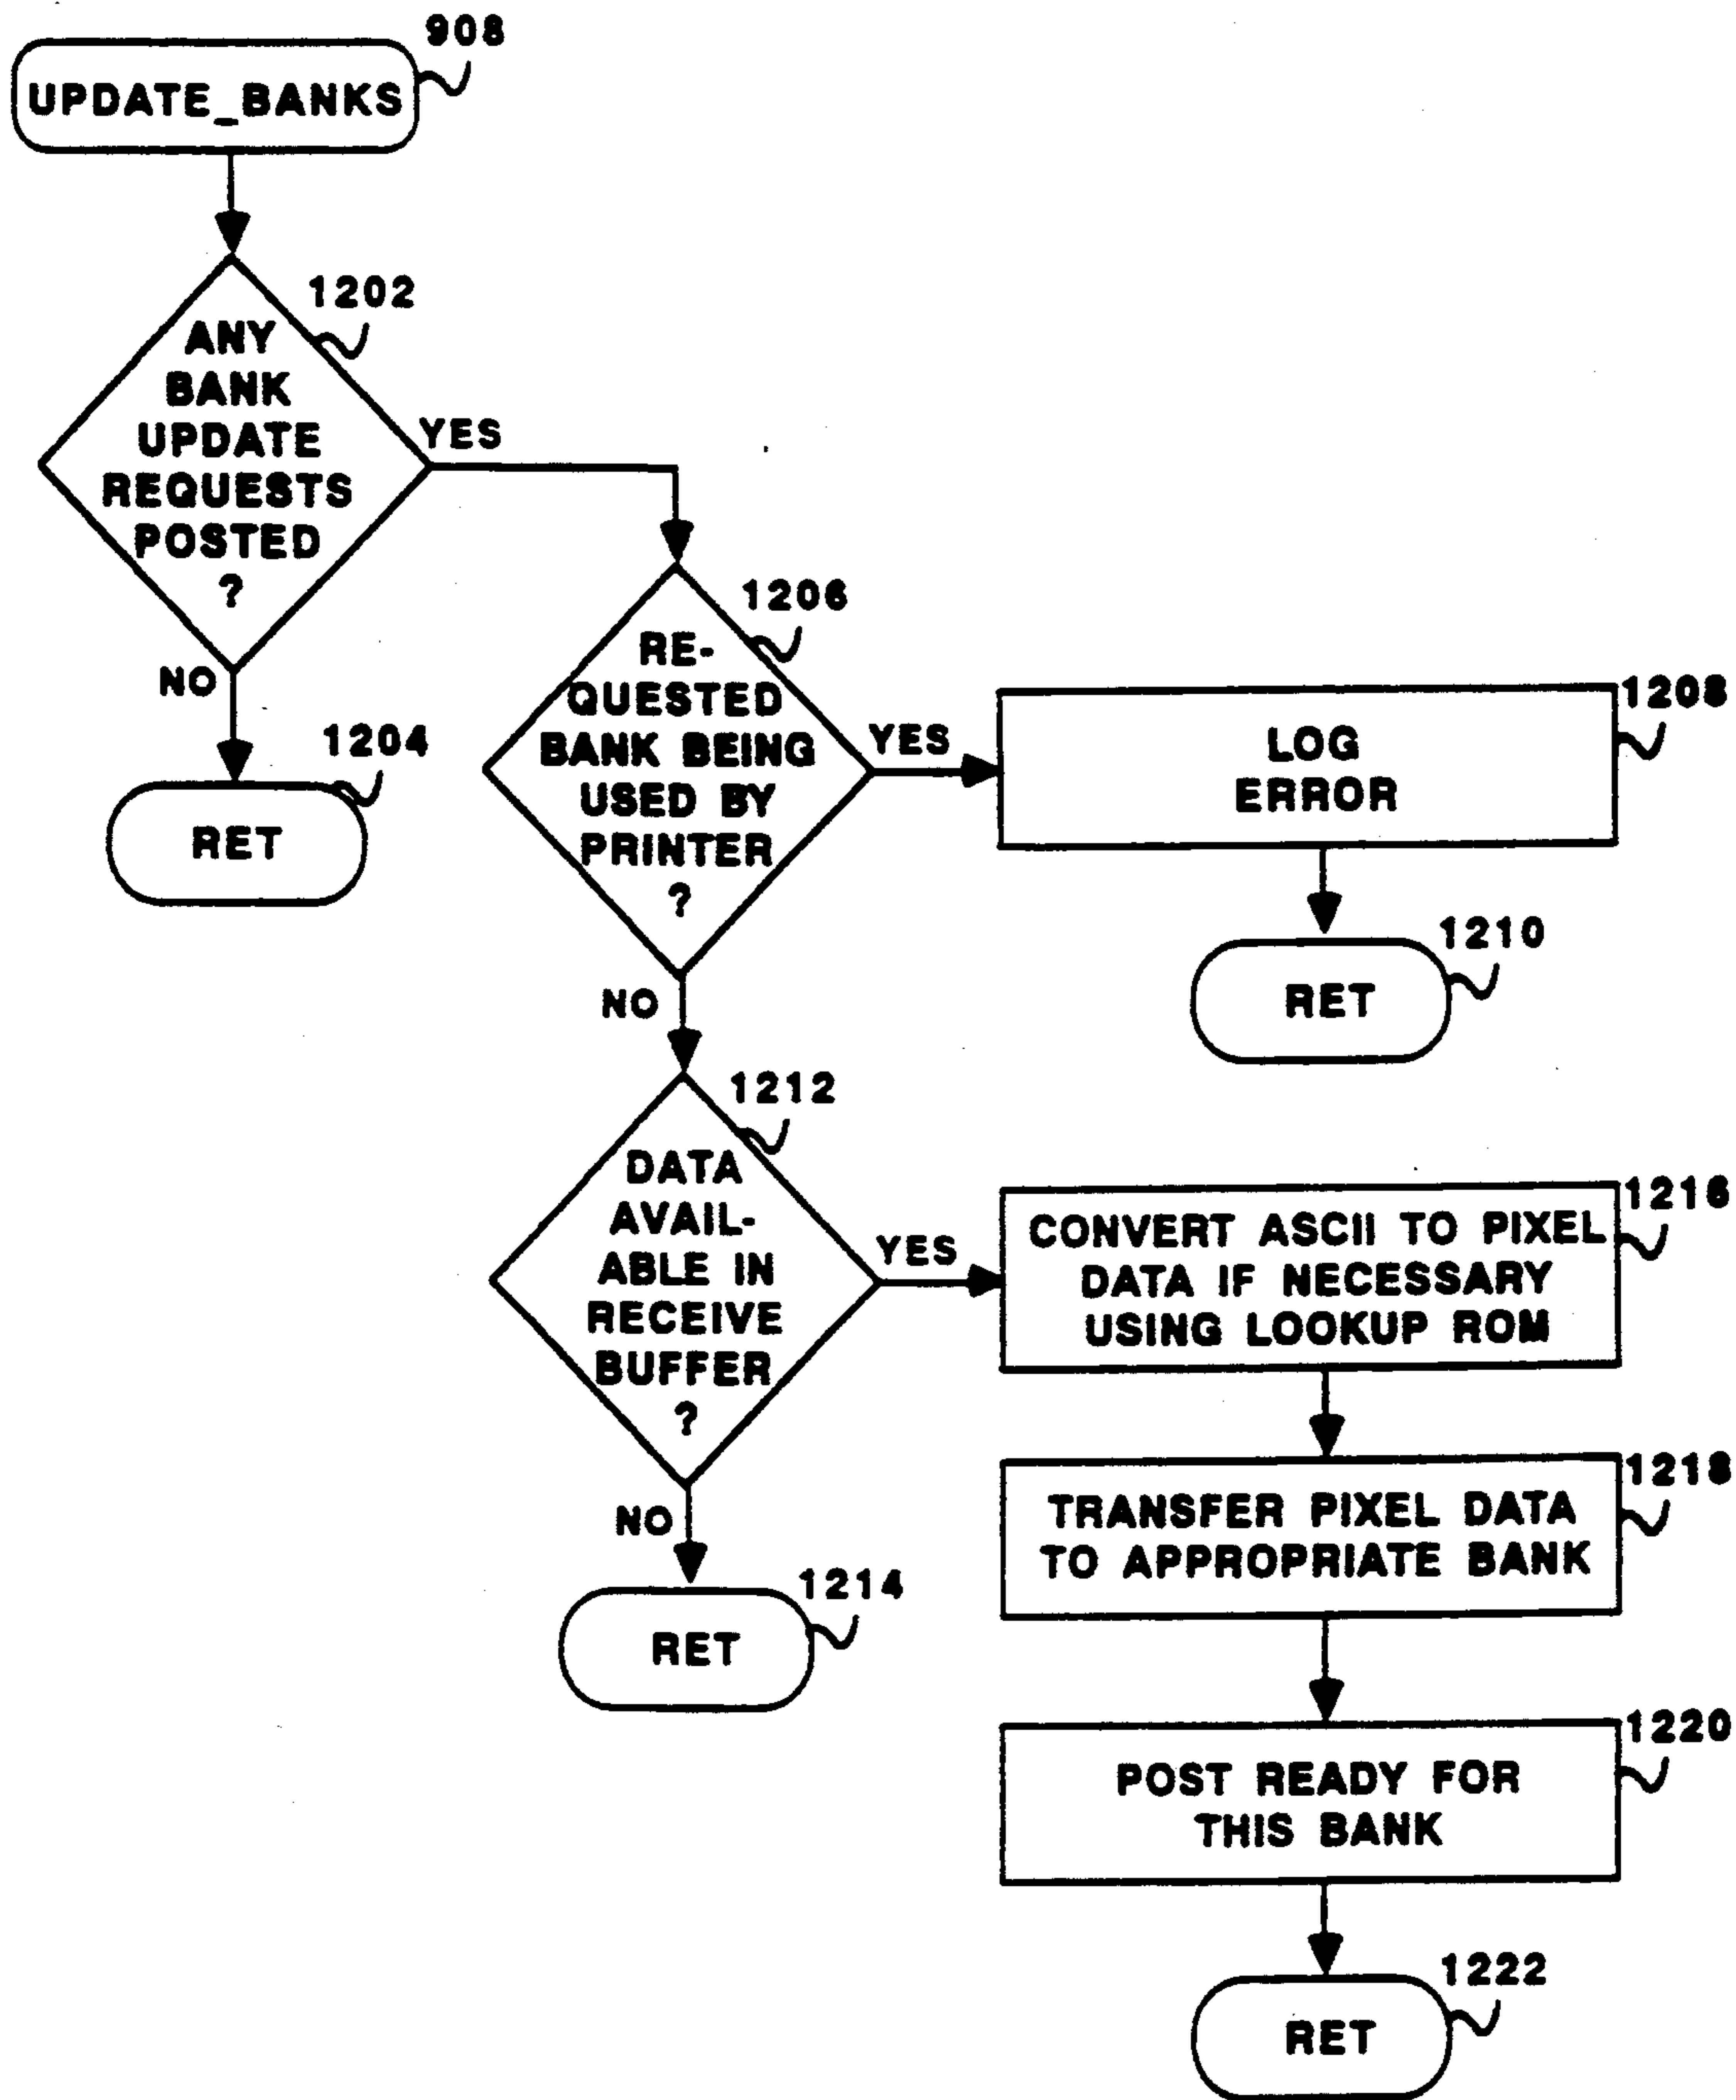 908
UPDATE_BANKS
1202
ANY
BANK
UPDATE
REQUESTS
POSTED
?
YES
NO
1204
RET
1206
RE-
QUESTED
BANK BEING
USED BY
PRINTER
?
YES
1208
LOG
ERROR
1210
RET
NO
1212
DATA
AVAIL-
ABLE IN
RECEIVE
BUFFER
?
YES
1216
CONVERT ASCII TO PIXEL
DATA IF NECESSARY
USING LOOKUP ROM
1218
TRANSFER PIXEL DATA
TO APPROPRIATE BANK
NO
1214
RET
1220
POST READY FOR
THIS BANK
1222
RET